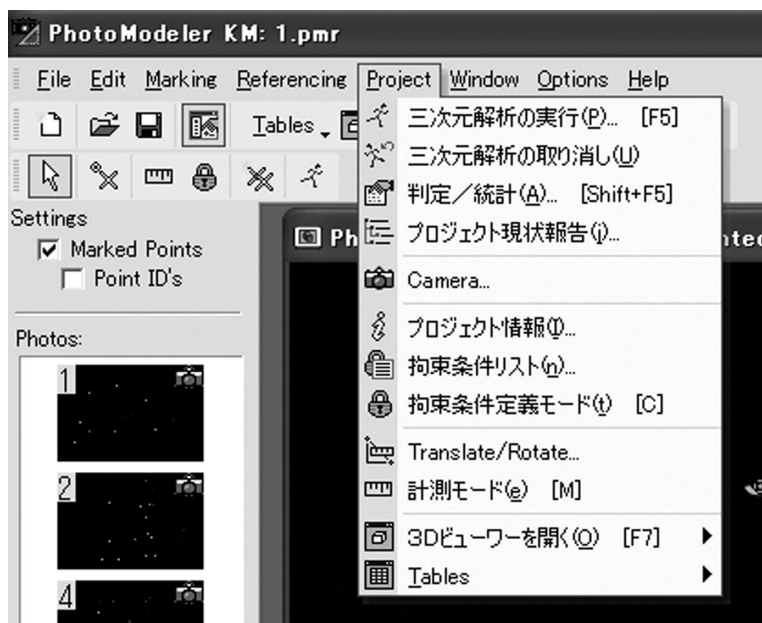 PhotoModeler KM: 1.pmr
File Edit Marking Referencing Project Window Options Help
Tables
三次元解析の実行(P)... [F5]
三次元解析の取り消し(U)
判定／統計(A)... [Shift+F5]
プロジェクト現状報告(j)...
Camera...
プロジェクト情報(I)...
拘束条件リスト(n)...
拘束条件定義モード(t) [C]
Translate/Rotate...
計測モード(e) [M]
3Dビューワーを開く(O) [F7]
Tables
Settings
Marked Points
Point ID's
Photos:
1
2
4